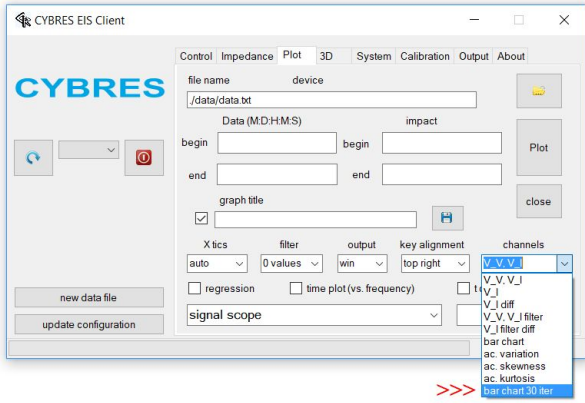 CYBRES EIS Client
Control Impedance Plot 3D System Calibration Output About
CYBRES
file name device
./data/data.txt
Data (M:D:H:M:S) impact
begin begin
Plot
end end
graph title
close
X tics filter output key alignment channels
auto 0 values win top right V_V, V_I
regression time plot (vs. frequency)
signal scope
V_V, V_I
V_I
V_I diff
V_V, V_I filter
V_I filter diff
bar chart
ac. variation
ac. skewness
ac. kurtosis
>>> bar chart 30 iter
new data file
update configuration